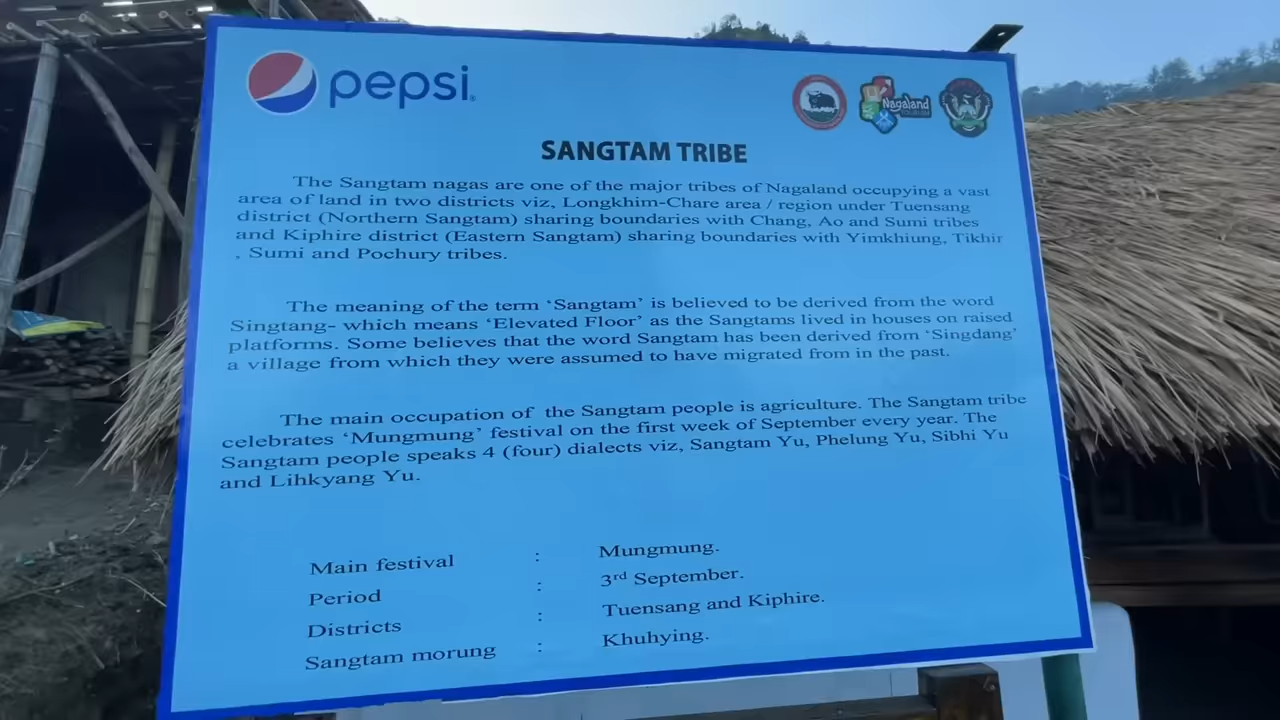 pepsi
Nagaland
SANGTAM TRIBE
The Sangtam nagas are one of the major tribes of Nagaland occupying a vast
area of land in two districts viz, Longkhim-Chare area / region under Tuensang
district (Northern Sangtam) sharing boundaries with Chang, Ao and Sumi tribes
and Kiphire district (Eastern Sangtam) sharing boundaries with Yimkhiung, Tikhir
, Sumi and Pochury tribes.
The meaning of the term ‘Sangtam’ is believed to be derived from the word
Singtang- which means ‘Elevated Floor’ as the Sangtams lived in houses on raised
platforms. Some believes that the word Sangtam has been derived from ‘Singdang’
a village from which they were assumed to have migrated from in the past.
The main occupation of the Sangtam people is agriculture. The Sangtam tribe
celebrates ‘Mungmung’ festival on the first week of September every year. The
Sangtam people speaks 4 (four) dialects viz, Sangtam Yu, Phelung Yu, Sibhi Yu
and Lihkyang Yu.
Main festival : Mungmung.
Period : 3rd September.
Districts : Tuensang and Kiphire.
Sangtam morung : Khuhying.